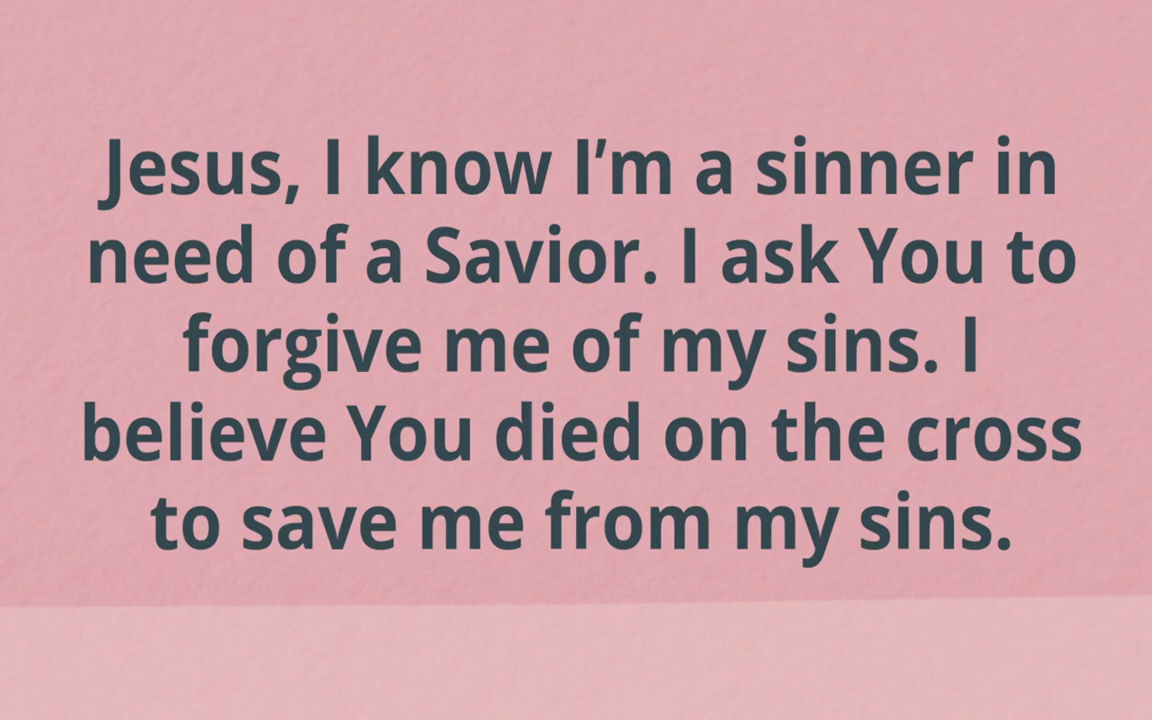 Jesus, I know I’m a sinner in
need of a Savior. I ask You to
forgive me of my sins. I
believe You died on the cross
to save me from my sins.